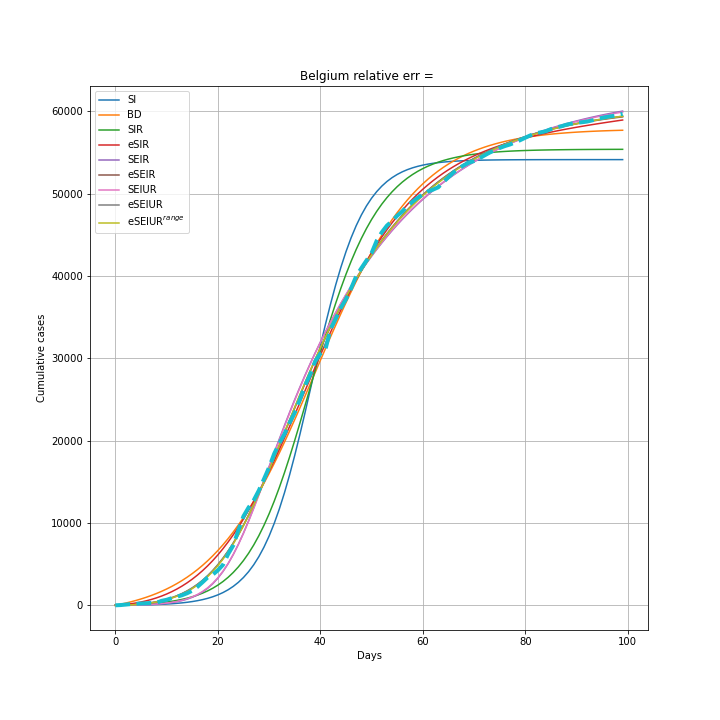 Belgium relative err =
SI
BD
SIR
eSIR
SEIR
eSEIR
SEIUR
eSEIUR
eSEIUR^range
60000
50000
40000
30000
20000
10000
0
Cumulative cases
0 20 40 60 80 100
Days